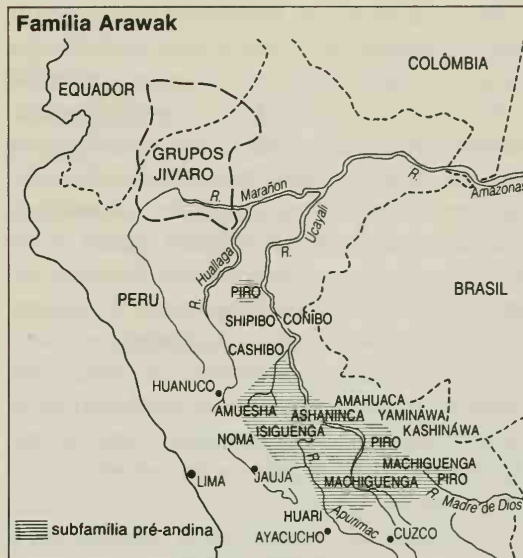 Família Arawak
COLÔMBIA
EQUADOR
GRUPOS
JIVARO
R. Marañon
R. Amazonas
R. Ucayali
R. Huallaga
BRASIL
PERU
PIRO
SHIPIBO CONÍBO
CASHIBO
HUANUCO
AMAHUACA
AMUESHA
ASHANINCA
YAMINAWA
KASHINAWA
NOMA
ISIGUENGA
PIRO
R.
MACHIGUENGA
PIRO
LIMA
JAUJA
MACHIGUENGA
R. Madre de Dios
HUARI
Apurimac
AYACUCHO
CUZCO
subfamília pré-andina